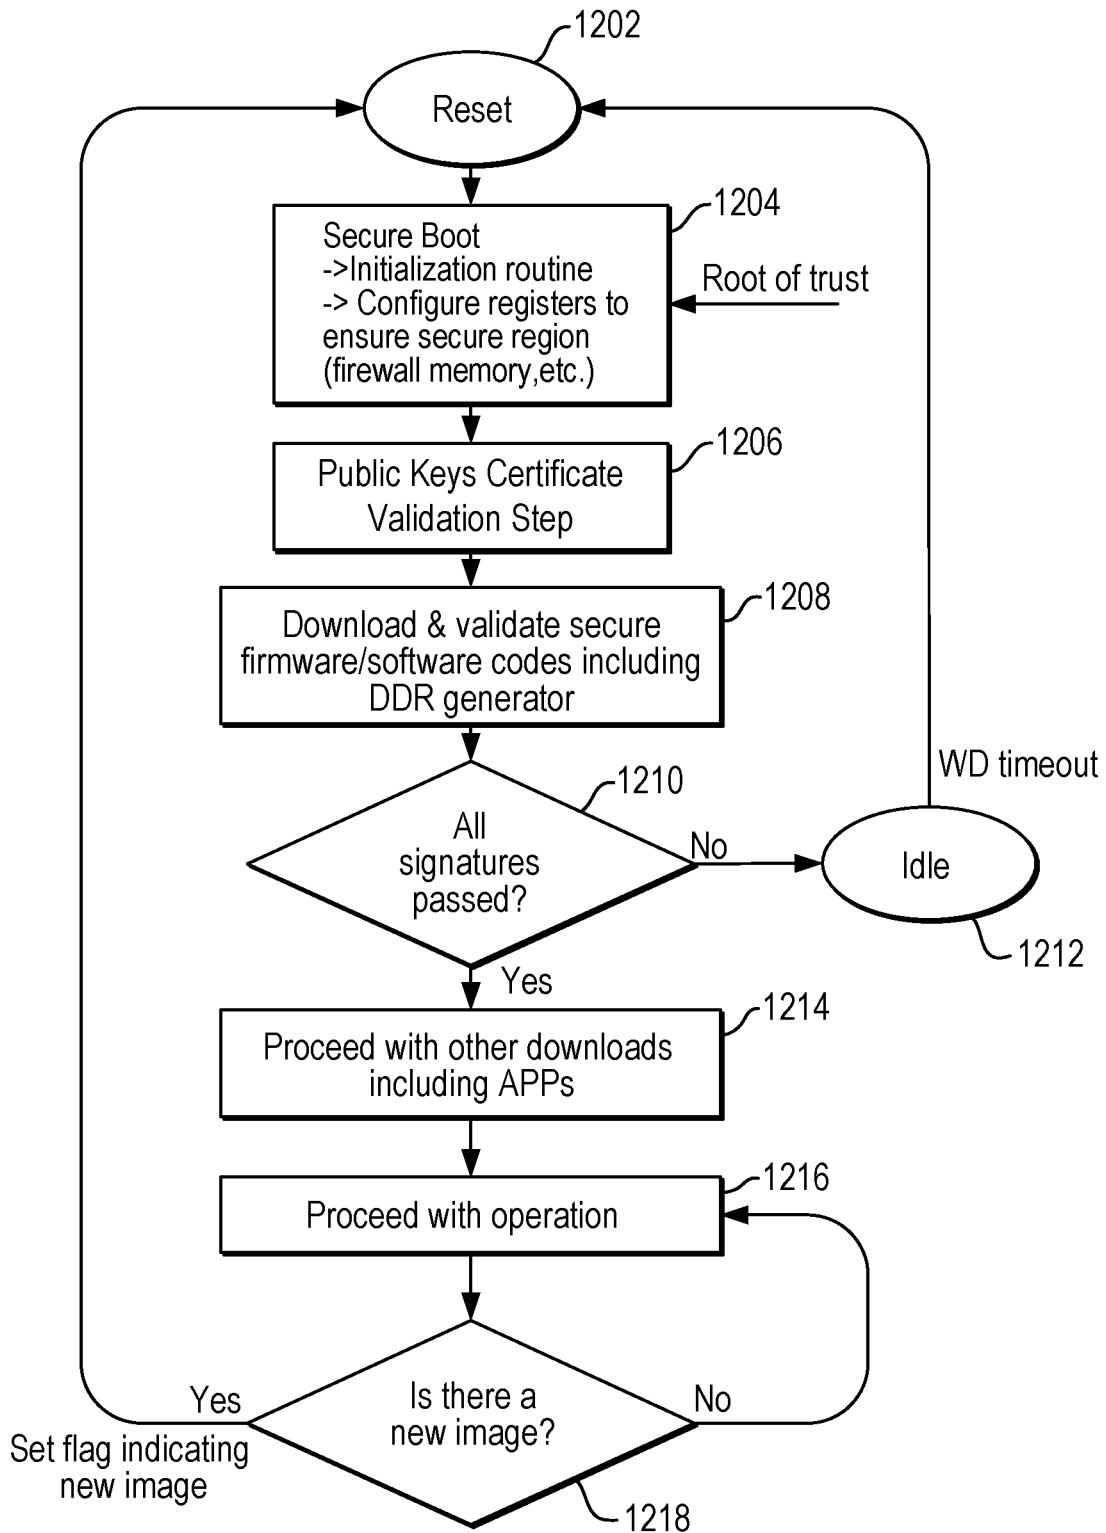 1202
Reset
1204
Secure Boot
->Initialization routine
-> Configure registers to
ensure secure region
(firewall memory,etc.)
Root of trust
1206
Public Keys Certificate
Validation Step
1208
Download & validate secure
firmware/software codes including
DDR generator
WD timeout
1210
All
signatures
passed?
No
Idle
1212
Yes
1214
Proceed with other downloads
including APPs
1216
Proceed with operation
Is there a
new image?
Yes
No
Set flag indicating
new image
1218